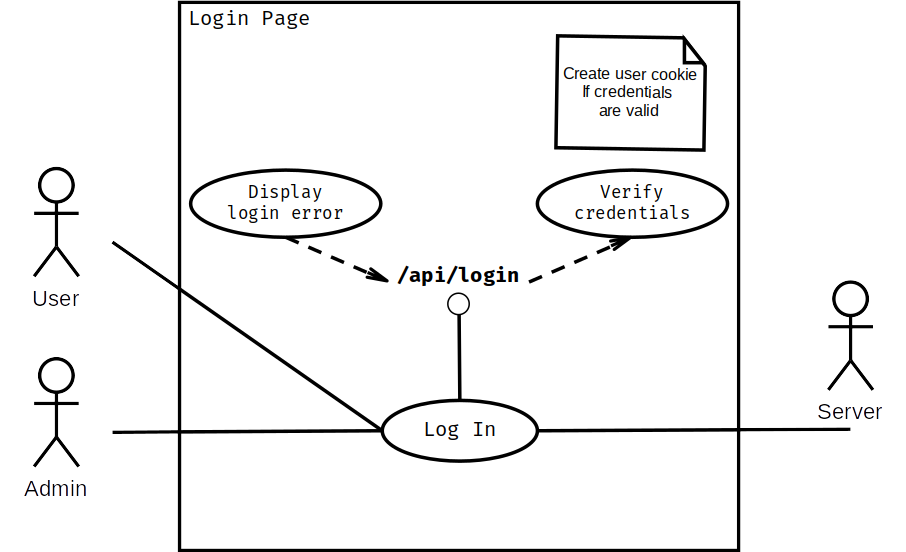 Login Page
Create user cookie
If credentials
are valid
Display
login error
Verify
credentials
/api/login
User
Log In
Server
Admin